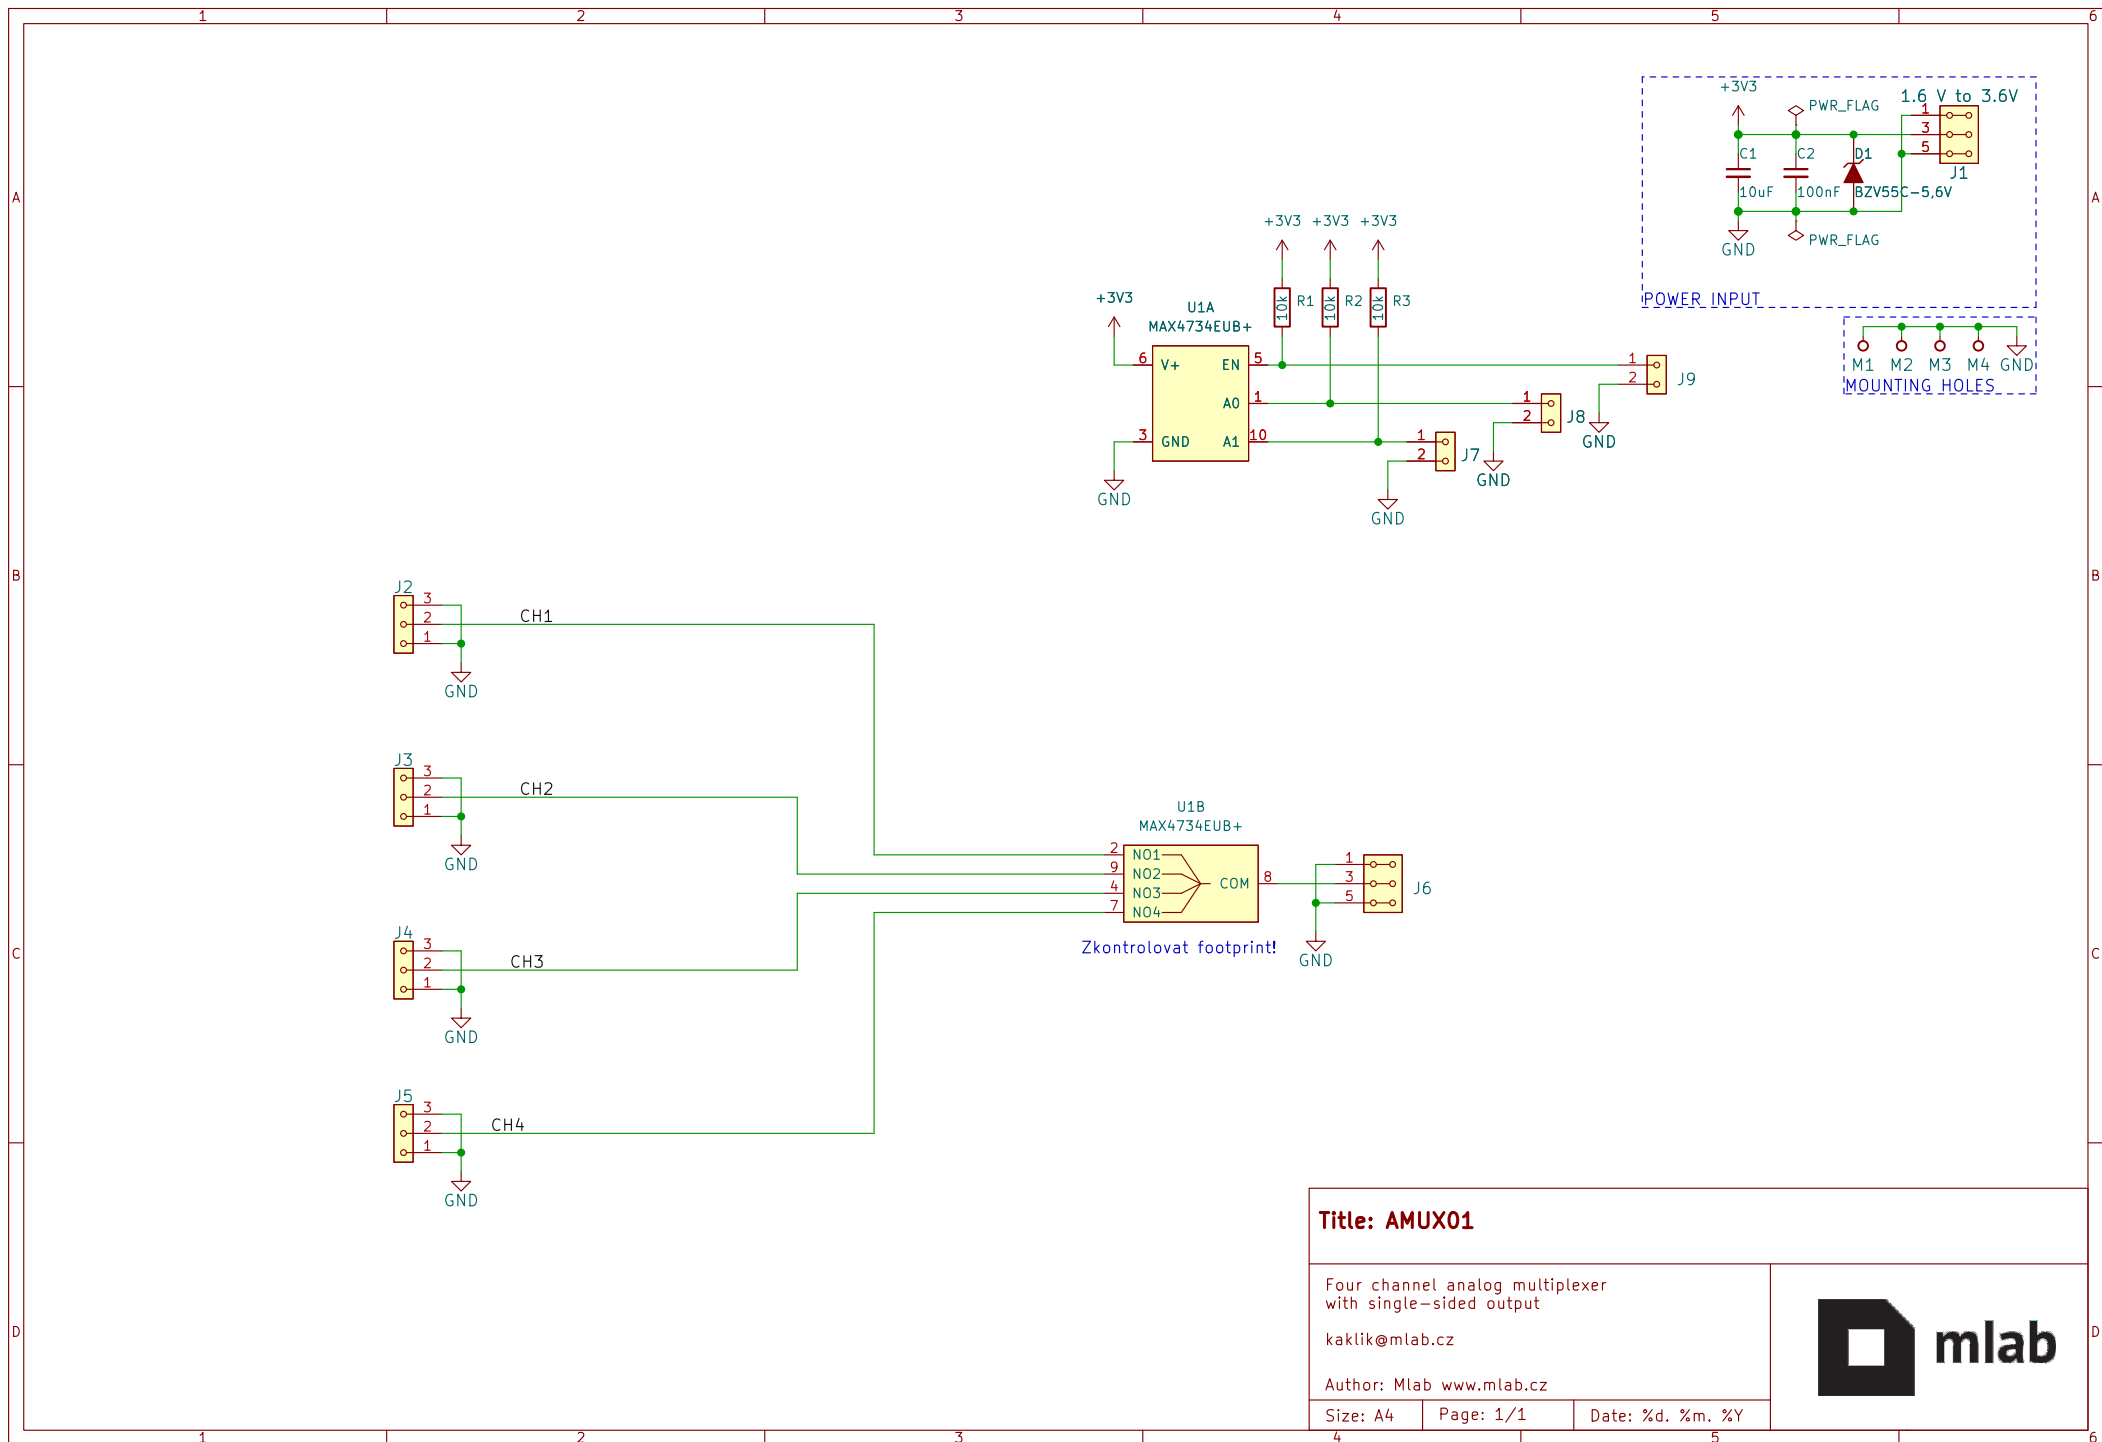 1 2 3 4 5 6
+3V3
PWR_FLAG
1.6 V to 3.6V
1
3
5
C1
C2
D1
J1
A
A
10uF
100nF
BZV55C-5,6V
PWR_FLAG
GND
POWER INPUT
+3V3 +3V3 +3V3
10k R1
10k R2
10k R3
+3V3
U1A
MAX4734EUB+
6 V+
EN 5
A0 1
3 GND
A1 10
GND
1
2
J9
GND
1
2
J8
GND
1
2
J7
GND
M1 M2 M3 M4 GND
MOUNTING HOLES
B
B
J2
3
2
1
CH1
GND
J3
3
2
1
CH2
GND
U1B
MAX4734EUB+
2 NO1
9 NO2
4 NO3
7 NO4
COM 8
1
3
5
J6
GND
Zkontrolovat footprint!
C
C
J4
3
2
1
CH3
GND
J5
3
2
1
CH4
GND
Title: AMUX01
Four channel analog multiplexer
with single-sided output
kaklik@mlab.cz
Author: Mlab www.mlab.cz
Size: A4
Page: 1/1
Date: %d. %m. %Y
mlab
D
D
1 2 3 4 5 6